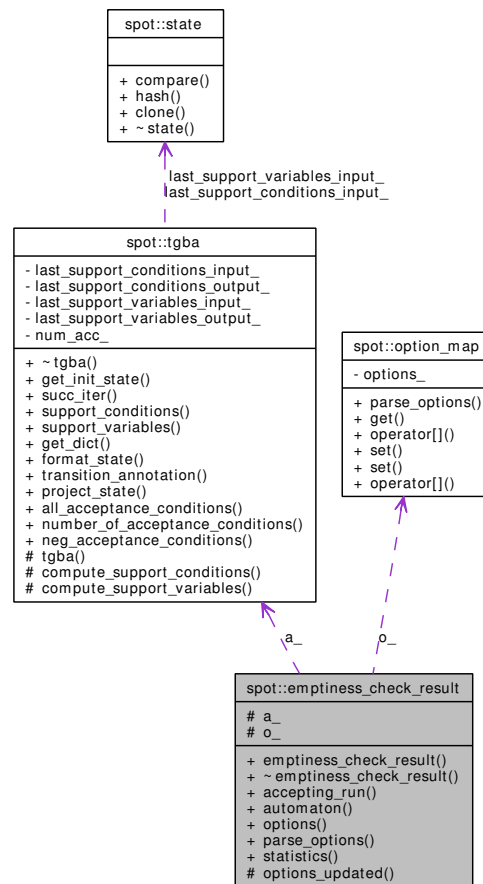 spot::state
+ compare()
+ hash()
+ clone()
+ ~state()
last_support_variables_input_
last_support_conditions_input_
spot::tgba
- last_support_conditions_input_
- last_support_conditions_output_
- last_support_variables_input_
- last_support_variables_output_
- num_acc_
+ ~tgba()
+ get_init_state()
+ succ_iter()
+ support_conditions()
+ support_variables()
+ get_dict()
+ format_state()
+ transition_annotation()
+ project_state()
+ all_acceptance_conditions()
+ number_of_acceptance_conditions()
+ neg_acceptance_conditions()
# tgba()
# compute_support_conditions()
# compute_support_variables()
spot::option_map
- options_
+ parse_options()
+ get()
+ operator[]()
+ set()
+ set()
+ operator[]()
a_
o_
spot::emptiness_check_result
# a_
# o_
+ emptiness_check_result()
+ ~emptiness_check_result()
+ accepting_run()
+ automaton()
+ options()
+ parse_options()
+ statistics()
# options_updated()